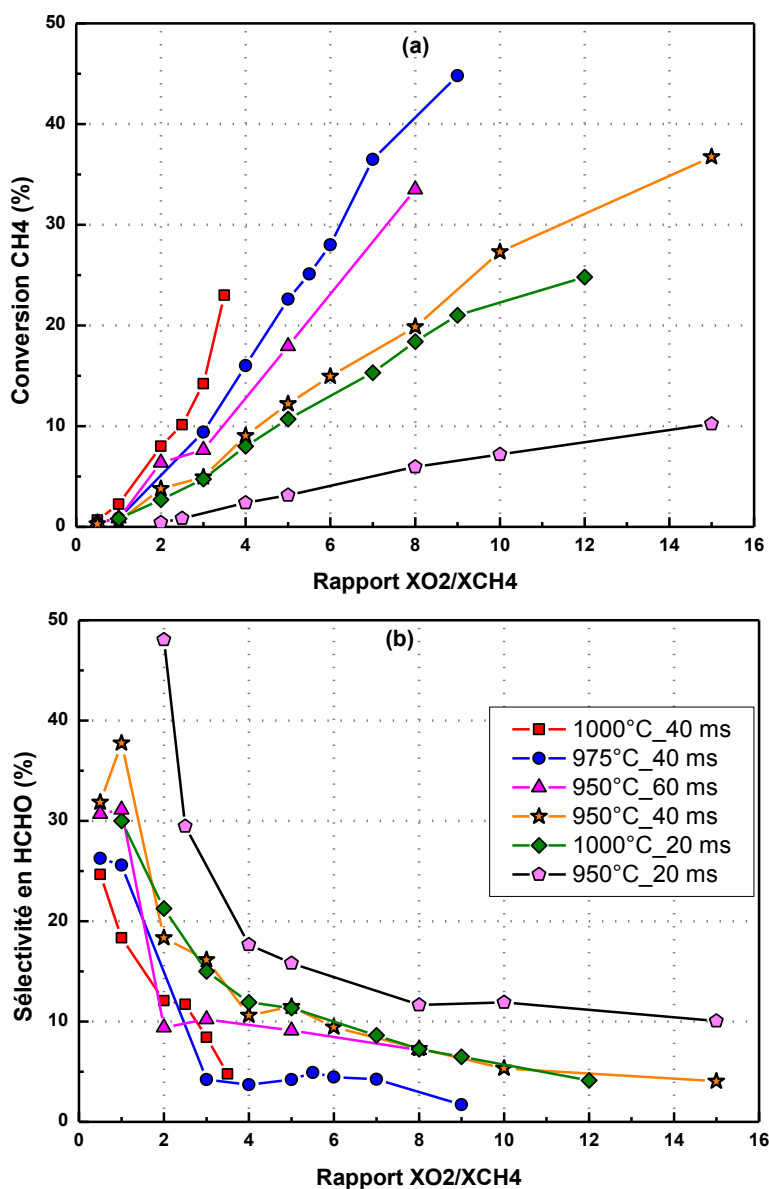 (a)
50
40
30
20
10
0
Conversion CH4 (%)
0 2 4 6 8 10 12 14 16
Rapport XO2/XCH4
(b)
50
40
30
20
10
0
Sélectivité en HCHO (%)
1000°C_40 ms
975°C_40 ms
950°C_60 ms
950°C_40 ms
1000°C_20 ms
950°C_20 ms
0 2 4 6 8 10 12 14 16
Rapport XO2/XCH4